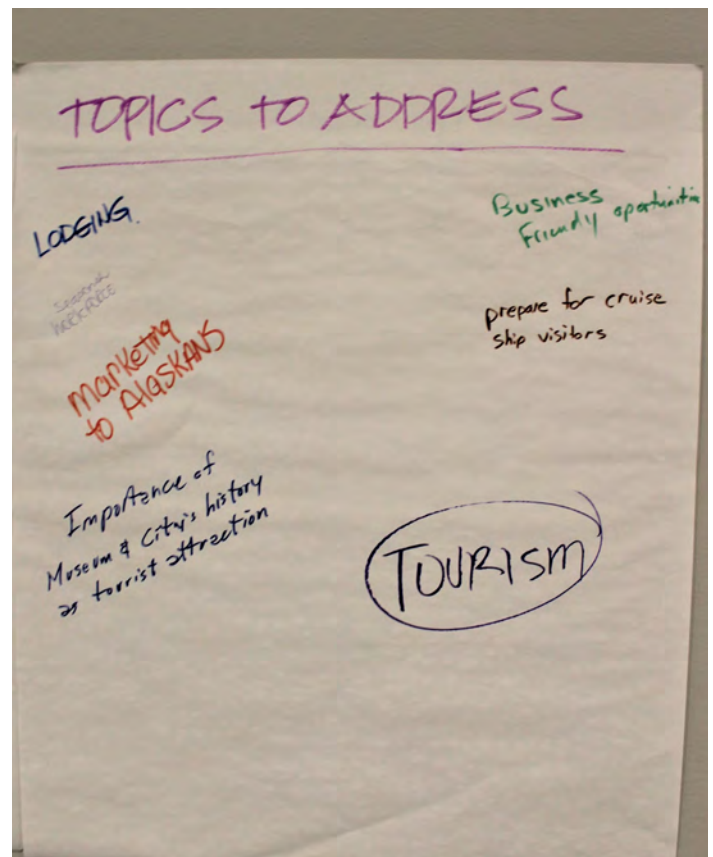 TOPICS TO ADDRESS
LODGING.
Seasonal
WORKFORCE
marketing
to AlaSKANS
Importance of
Museum & City's history
as tourist attraction
Business
Friendly oportunitie
prepare for cruise
ship visitors
TOURISM